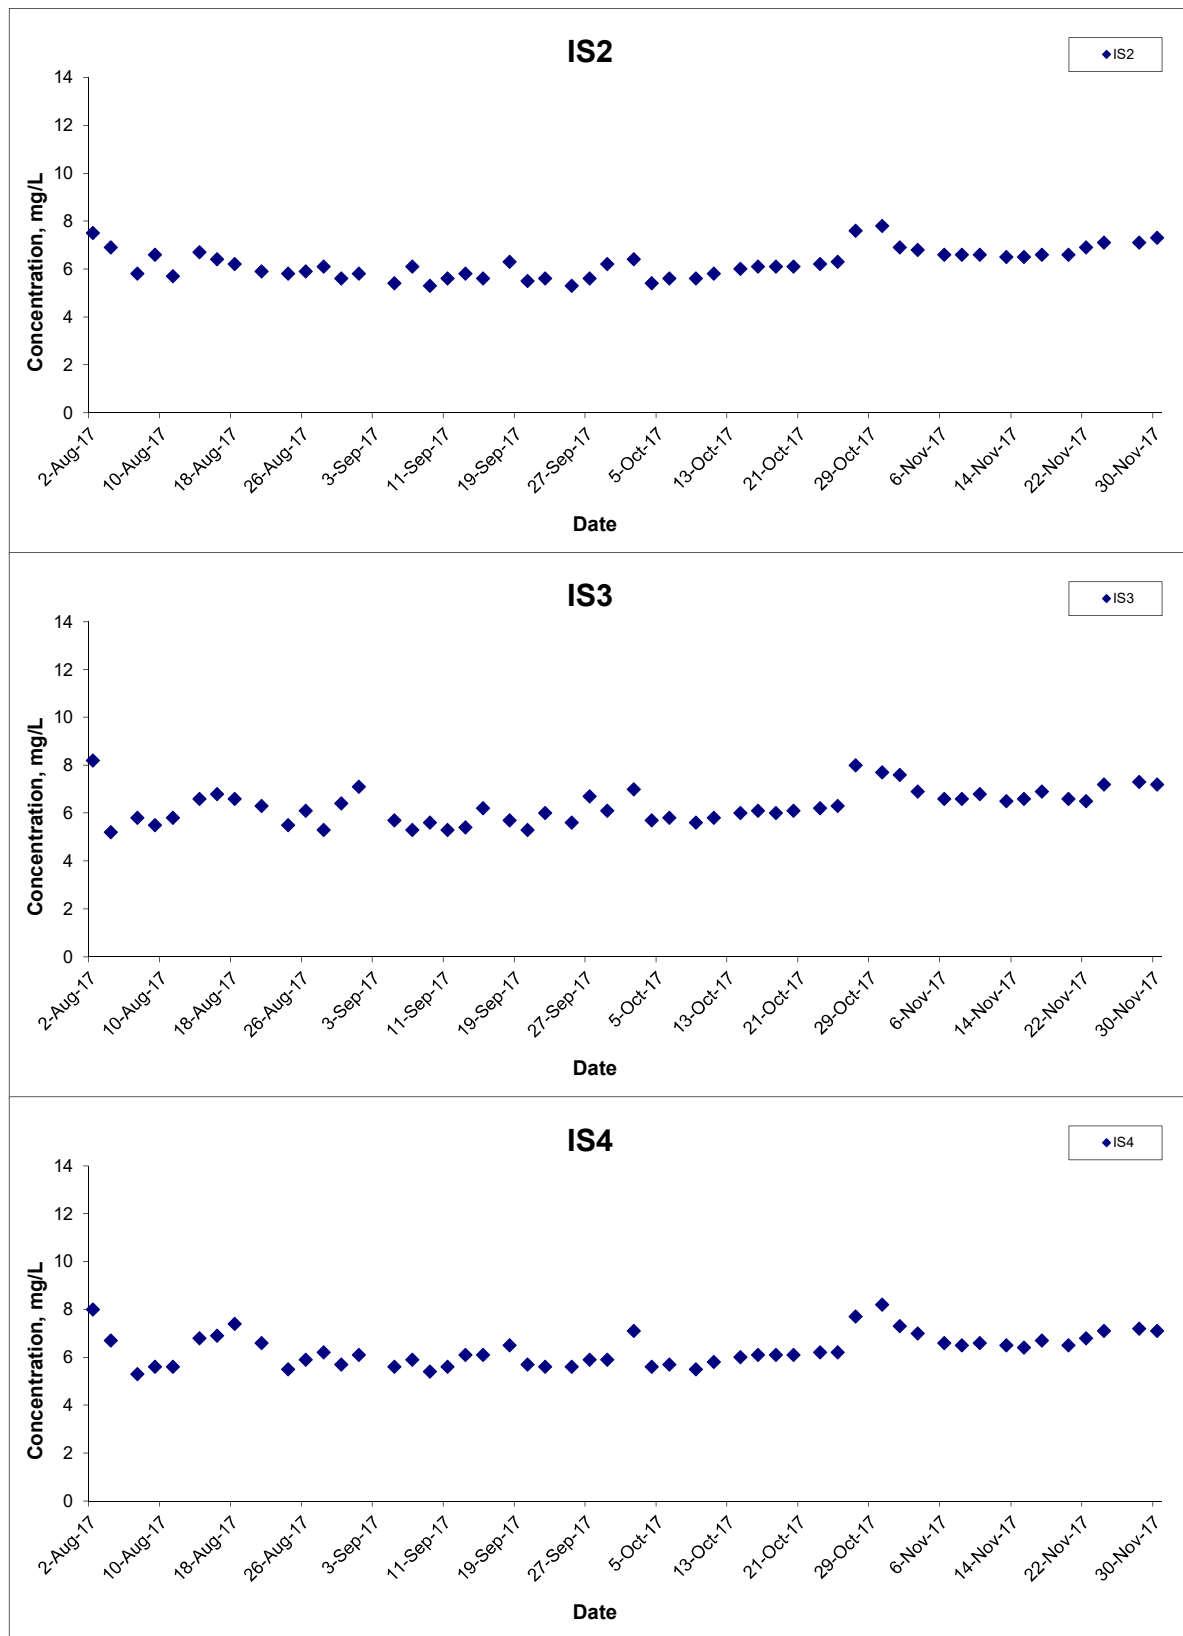 IS2
IS2
Concentration, mg/L
14
12
10
8
6
4
2
0
2-Aug-17
10-Aug-17
18-Aug-17
26-Aug-17
3-Sep-17
11-Sep-17
19-Sep-17
27-Sep-17
5-Oct-17
13-Oct-17
21-Oct-17
29-Oct-17
6-Nov-17
14-Nov-17
22-Nov-17
30-Nov-17
Date
IS3
IS3
Concentration, mg/L
14
12
10
8
6
4
2
0
2-Aug-17
10-Aug-17
18-Aug-17
26-Aug-17
3-Sep-17
11-Sep-17
19-Sep-17
27-Sep-17
5-Oct-17
13-Oct-17
21-Oct-17
29-Oct-17
6-Nov-17
14-Nov-17
22-Nov-17
30-Nov-17
Date
IS4
IS4
Concentration, mg/L
14
12
10
8
6
4
2
0
2-Aug-17
10-Aug-17
18-Aug-17
26-Aug-17
3-Sep-17
11-Sep-17
19-Sep-17
27-Sep-17
5-Oct-17
13-Oct-17
21-Oct-17
29-Oct-17
6-Nov-17
14-Nov-17
22-Nov-17
30-Nov-17
Date